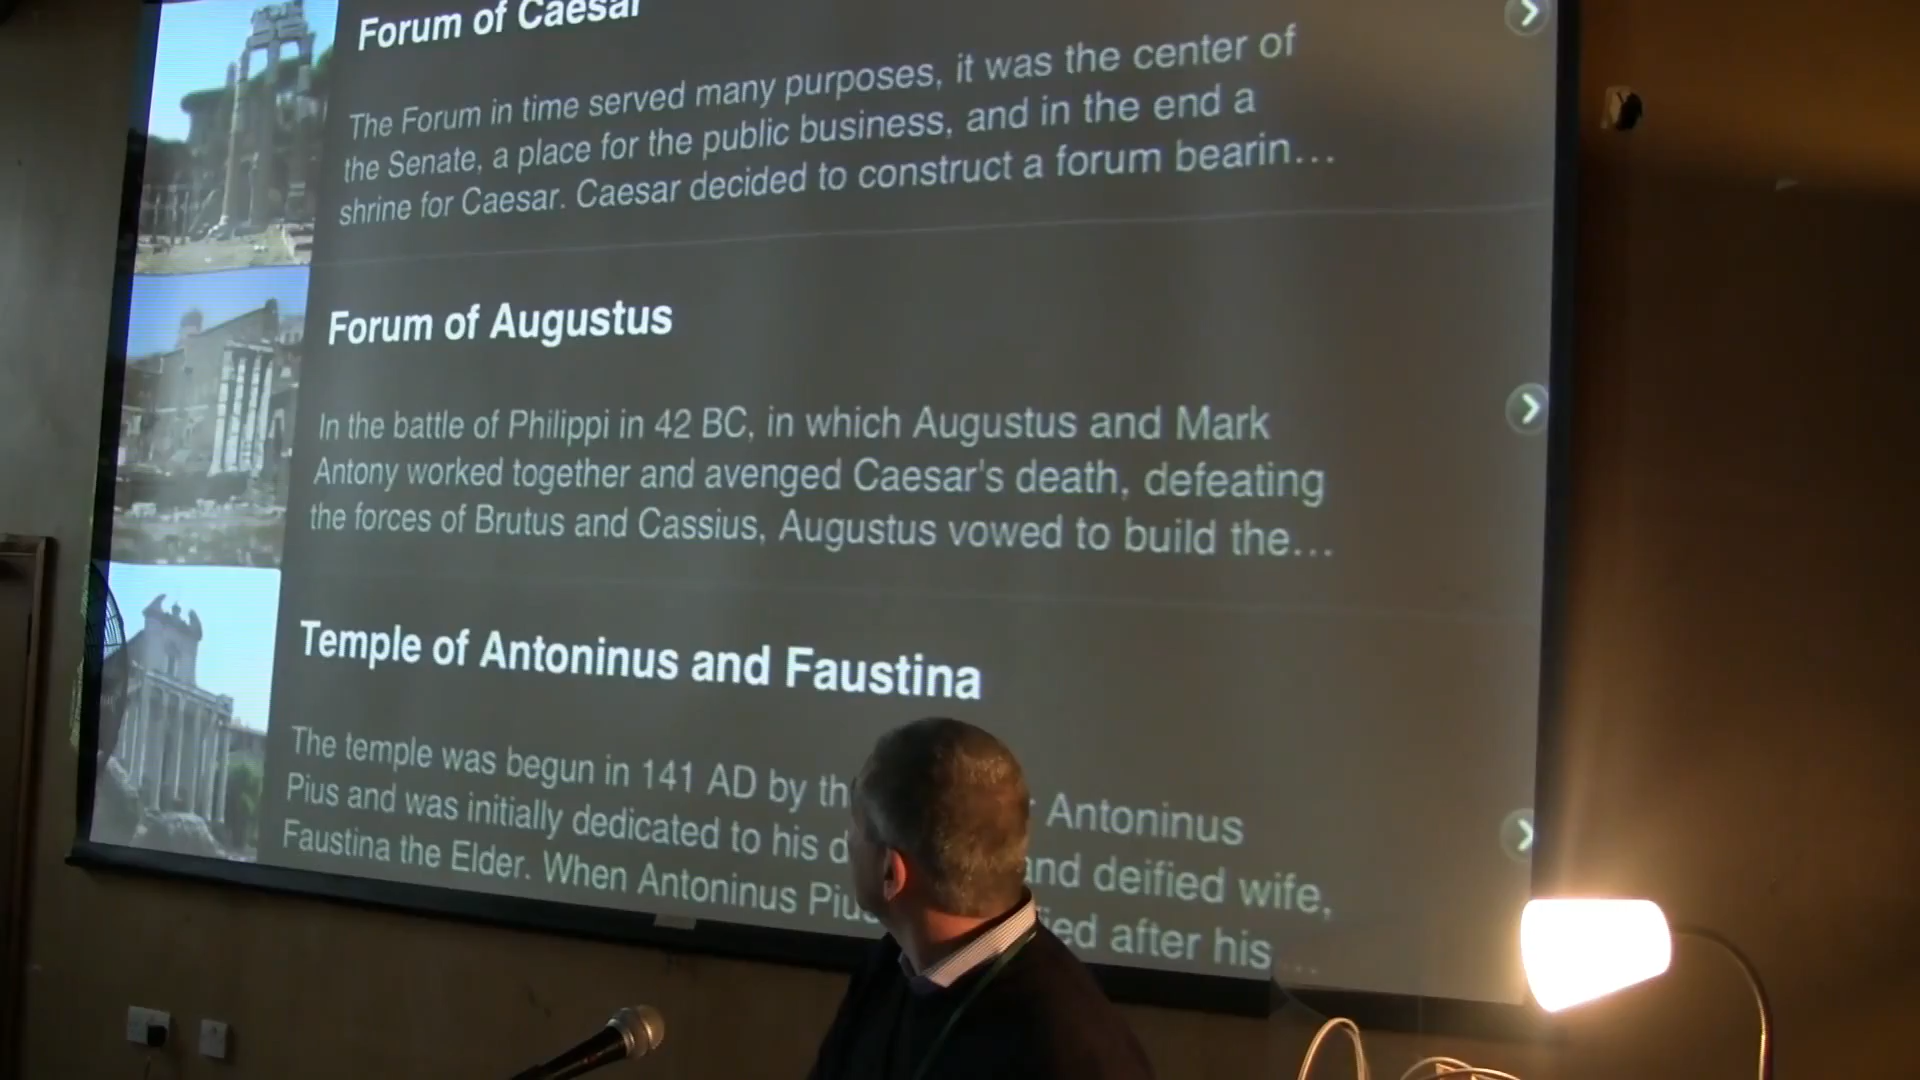 Forum of Caesar
The Forum in time served many purposes, it was the center of
the Senate, a place for the public business, and in the end a
shrine for Caesar. Caesar decided to construct a forum bearin...
Forum of Augustus
In the battle of Philippi in 42 BC, in which Augustus and Mark
Antony worked together and avenged Caesar's death, defeating
the forces of Brutus and Cassius, Augustus vowed to build the...
Temple of Antoninus and Faustina
The temple was begun in 141 AD by Antoninus
Pius and was initially dedicated to his and deified wife,
Faustina the Elder. When Antoninus after his...